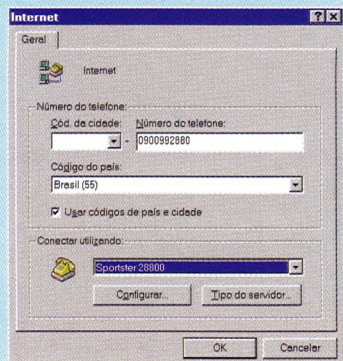 Internet
Geral
Internet
Número do telefone:
Cód. da cidade: Número do telefone:
- 0900992880
Código do país:
Brasil (55)
Usar códigos de país e cidade
Conectar utilizando:
Sportster 28800
Configurar... Tipo do servidor...
OK Cancelar